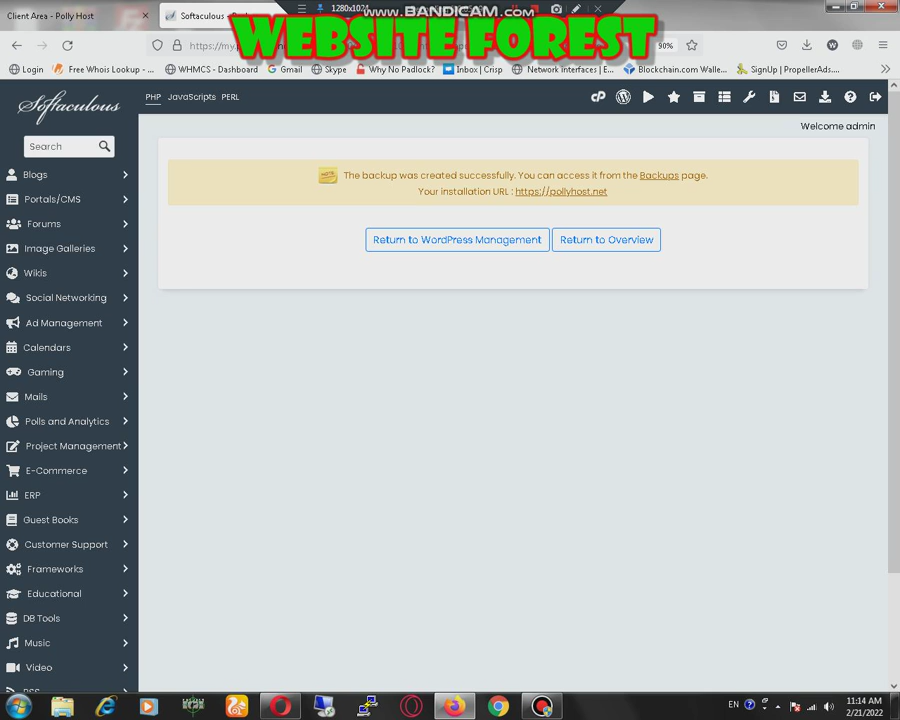 Client Area - Polly Host
Softaculous
1280x1024
www.BANDICAM.com
WEBSITE FOREST
https://my.p
90%
Login
Free Whois Lookup - ...
WHMCS - Dashboard
Gmail
Skype
Why No Padlock?
Inbox | Crisp
Network Interfaces | E...
Blockchain.com Walle...
SignUp | PropellerAds....
Softaculous
PHP JavaScripts PERL
Welcome admin
Search
Blogs
Portals/CMS
Forums
Image Galleries
Wikis
Social Networking
Ad Management
Calendars
Gaming
Mails
Polls and Analytics
Project Management
E-Commerce
ERP
Guest Books
Customer Support
Frameworks
Educational
DB Tools
Music
Video
RSS
The backup was created successfully. You can access it from the Backups page.
Your installation URL : https://pollyhost.net
Return to WordPress Management
Return to Overview
EN
11:14 AM
2/21/2022